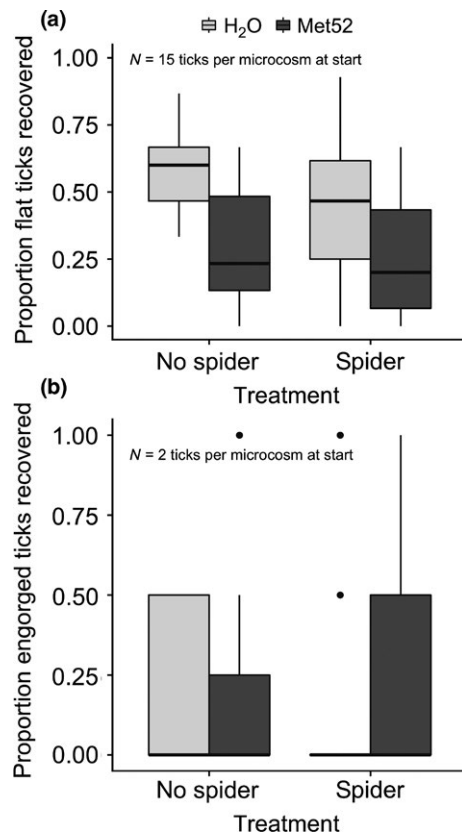 (a)
H₂O Met52
N = 15 ticks per microcosm at start
Proportion flat ticks recovered
1.00
0.75
0.50
0.25
0.00
No spider Spider
Treatment
(b)
N = 2 ticks per microcosm at start
Proportion engorged ticks recovered
1.00
0.75
0.50
0.25
0.00
No spider Spider
Treatment